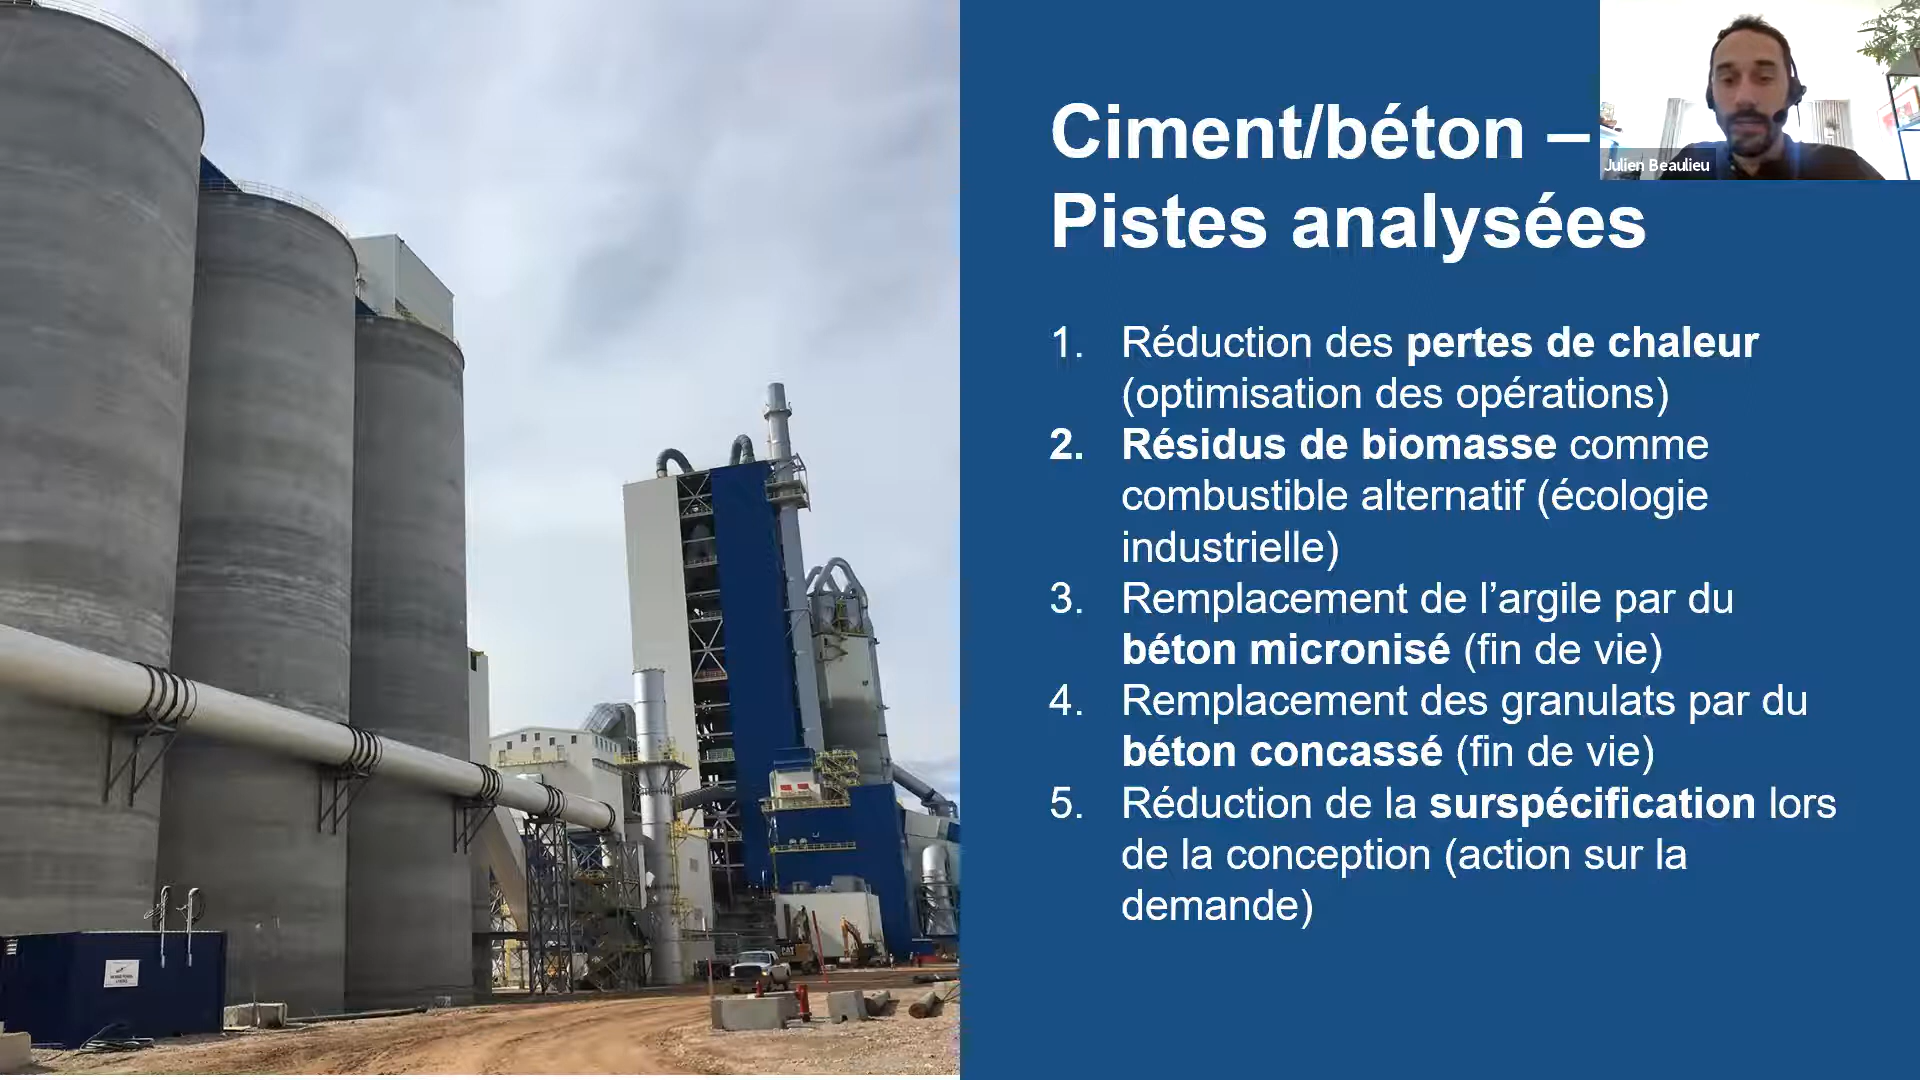 Ciment/béton –
Pistes analysées
Julien Beaulieu
1. Réduction des pertes de chaleur
(optimisation des opérations)
2. Résidus de biomasse comme
combustible alternatif (écologie
industrielle)
3. Remplacement de l’argile par du
béton micronisé (fin de vie)
4. Remplacement des granulats par du
béton concassé (fin de vie)
5. Réduction de la surspécification lors
de la conception (action sur la
demande)
CAT